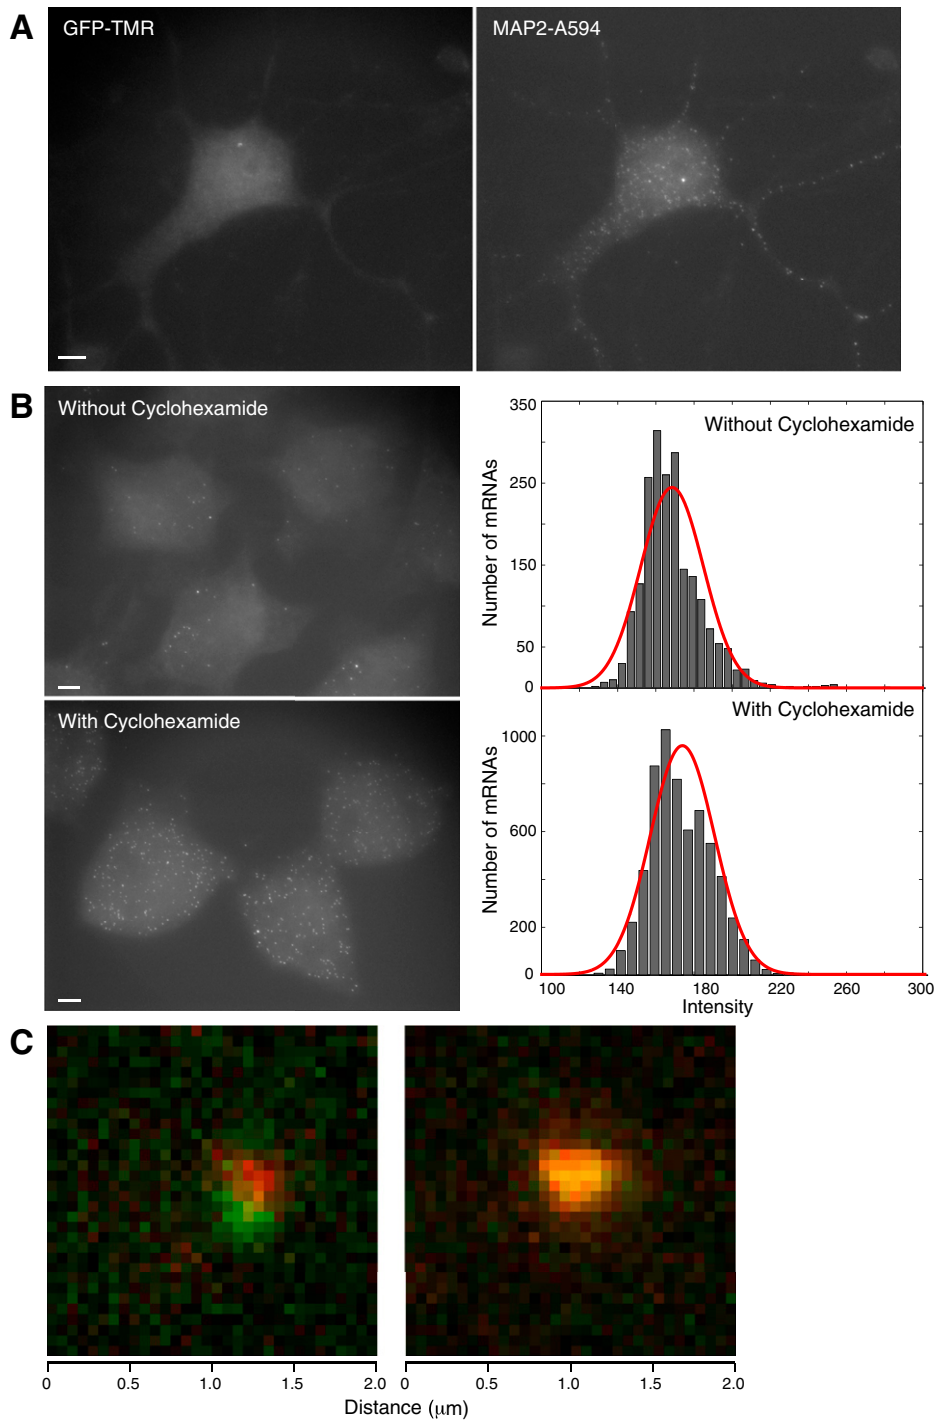 A
GFP-TMR
MAP2-A594
B
Without Cyclohexamide
With Cyclohexamide
350
250
150
50
0
Number of mRNAs
Without Cyclohexamide
1000
600
200
0
Number of mRNAs
With Cyclohexamide
100 140 180 220 260 300
Intensity
C
0 0.5 1.0 1.5 2.0
0 0.5 1.0 1.5 2.0
Distance (µm)